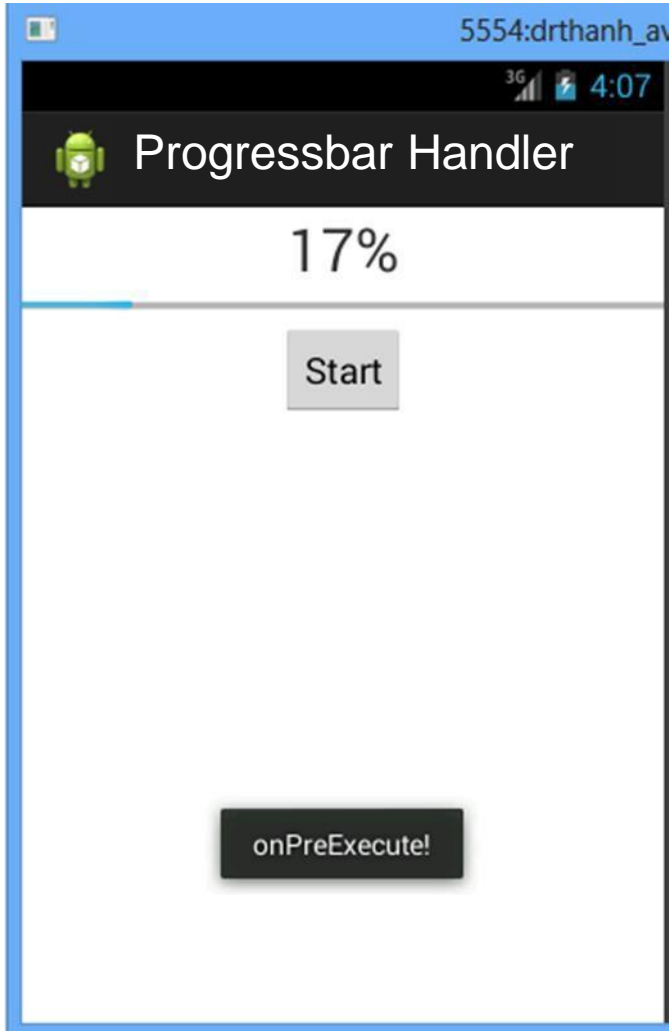 5554:drthanh_av
3G 4:07
Progressbar Handler
17%
Start
onPreExecute!